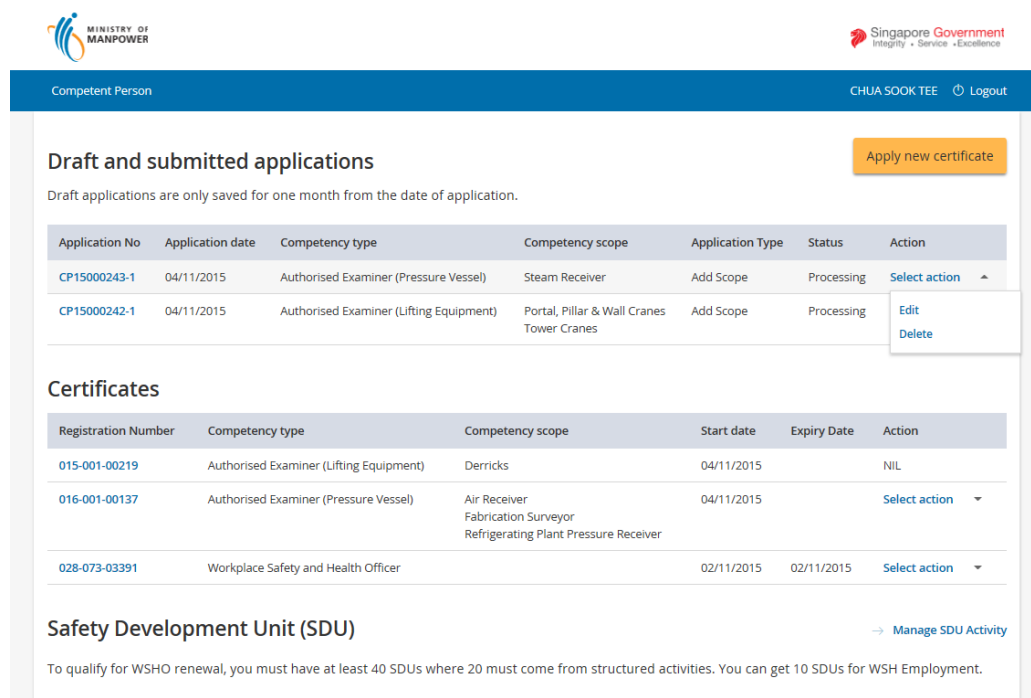 MINISTRY OF
MANPOWER
Singapore Government
Integrity • Service • Excellence
Competent Person
CHUA SOOK TEE Logout
Draft and submitted applications
Apply new certificate
Draft applications are only saved for one month from the date of application.
Application No Application date Competency type Competency scope Application Type Status Action
CP15000243-1 04/11/2015 Authorised Examiner (Pressure Vessel) Steam Receiver Add Scope Processing Select action
CP15000242-1 04/11/2015 Authorised Examiner (Lifting Equipment) Portal, Pillar & Wall Cranes Add Scope Processing Edit
Tower Cranes
Delete
Certificates
Registration Number Competency type Competency scope Start date Expiry Date Action
015-001-00219 Authorised Examiner (Lifting Equipment) Derricks 04/11/2015 NIL
016-001-00137 Authorised Examiner (Pressure Vessel) Air Receiver 04/11/2015 Select action
Fabrication Surveyor
Refrigerating Plant Pressure Receiver
028-073-03391 Workplace Safety and Health Officer 02/11/2015 02/11/2015 Select action
Safety Development Unit (SDU)
→ Manage SDU Activity
To qualify for WSHO renewal, you must have at least 40 SDUs where 20 must come from structured activities. You can get 10 SDUs for WSH Employment.